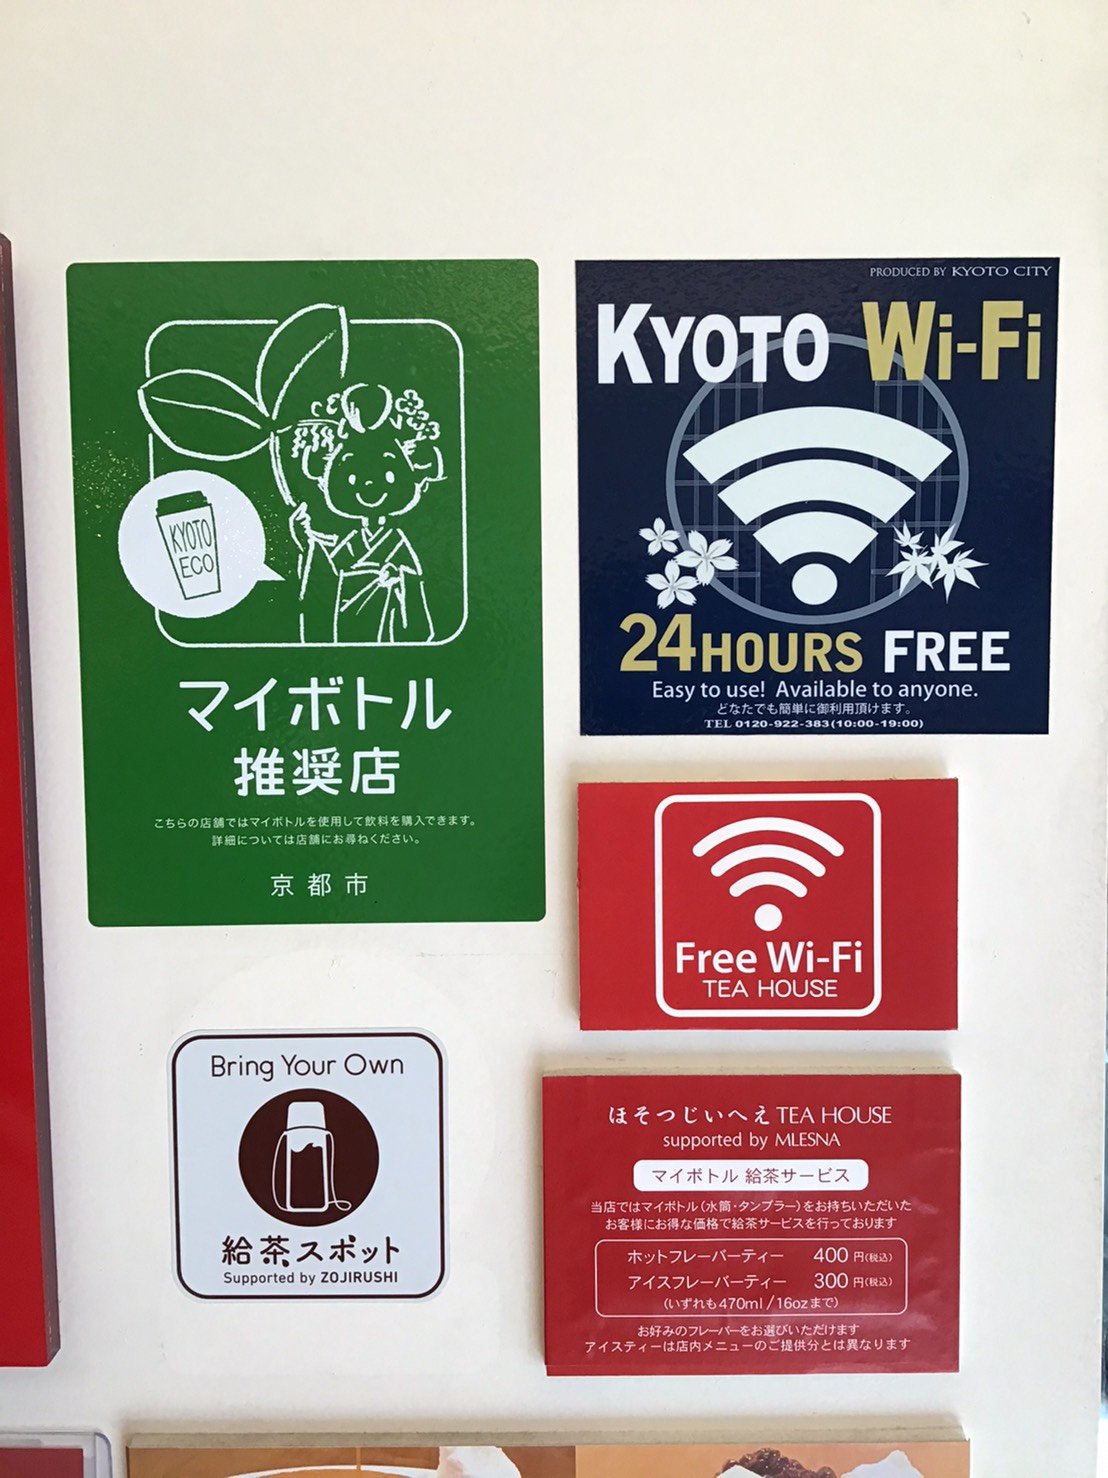 KYOTO
ECO
マイボトル
推奨店
こちらの店舗ではマイボトルを使用して飲料を購入できます。
詳細については店舗にお尋ねください。
京都市
PRODUCED BY KYOTO CITY
KYOTO Wi-Fi
24HOURS FREE
Easy to use! Available to anyone.
どなたでも簡単に御利用頂けます。
TEL 0120-922-383(10:00-19:00)
Free Wi-Fi
TEA HOUSE
Bring Your Own
給茶スポット
Supported by ZOJIRUSHI
ほそつじいへえ TEA HOUSE
supported by MLESNA
マイボトル 給茶サービス
当店ではマイボトル(水筒・タンブラー)をお持ちいただいた
お客様にお得な価格で給茶サービスを行っております
ホットフレーバーティー 400円(税込)
アイスフレーバーティー 300円(税込)
(いずれも470ml/16ozまで)
お好みのフレーバーをお選びいただけます
アイスティーは店内メニューのご提供分とは異なります